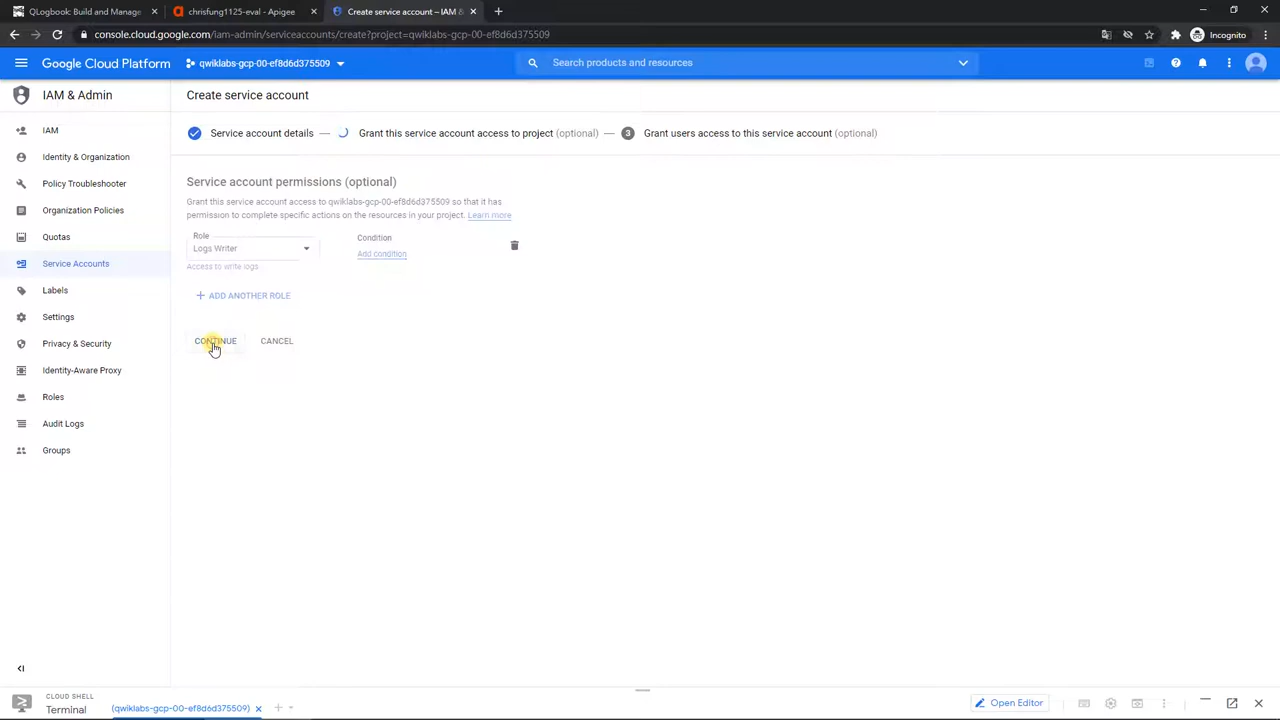 QLogbook: Build and Manage
chrisfung1125-eval - Apigee
Create service account – IAM &
console.cloud.google.com/iam-admin/serviceaccounts/create?project=qwiklabs-gcp-00-ef8d6d375509
Incognito
Google Cloud Platform
qwiklabs-gcp-00-ef8d6d375509
Search products and resources
IAM & Admin
Create service account
IAM
Identity & Organization
Policy Troubleshooter
Organization Policies
Quotas
Service Accounts
Labels
Settings
Privacy & Security
Identity-Aware Proxy
Roles
Audit Logs
Groups
Service account details
Grant this service account access to project (optional)
3 Grant users access to this service account (optional)
Service account permissions (optional)
Grant this service account access to qwiklabs-gcp-00-ef8d6d375509 so that it has
permission to complete specific actions on the resources in your project. Learn more
Role
Logs Writer
Access to write logs
Condition
Add condition
ADD ANOTHER ROLE
CONTINUE
CANCEL
CLOUD SHELL
Terminal
(qwiklabs-gcp-00-ef8d6d375509)
Open Editor